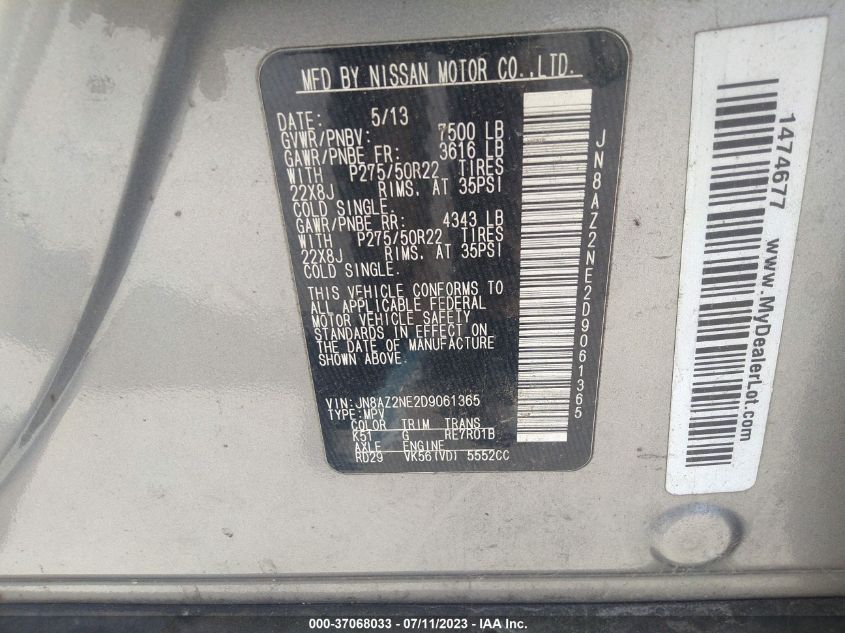 MFD BY NISSAN MOTOR CO.,LTD.
DATE: 5/13
GVWR/PNBV: 7500 LB
GAWR/PNBE FR: 3616 LB
WITH P275/50R22 TIRES
22X8J RIMS, AT 35PSI
COLD SINGLE.
GAWR/PNBE RR: 4343 LB
WITH P275/50R22 TIRES
22X8J RIMS, AT 35PSI
COLD SINGLE.
THIS VEHICLE CONFORMS TO
ALL APPLICABLE FEDERAL
MOTOR VEHICLE SAFETY
STANDARDS IN EFFECT ON
THE DATE OF MANUFACTURE
SHOWN ABOVE.
VIN: JN8AZ2NE2D9061365
TYPE: MPV
COLOR TRIM TRANS
K51 G RE7R01B
AXLE ENGINE
RD29 VK56(VD) 5552CC
JN8AZ2NE2D9061365
1474677 www.MyDealerLot.com
000-37068033 - 07/11/2023 - IAA Inc.